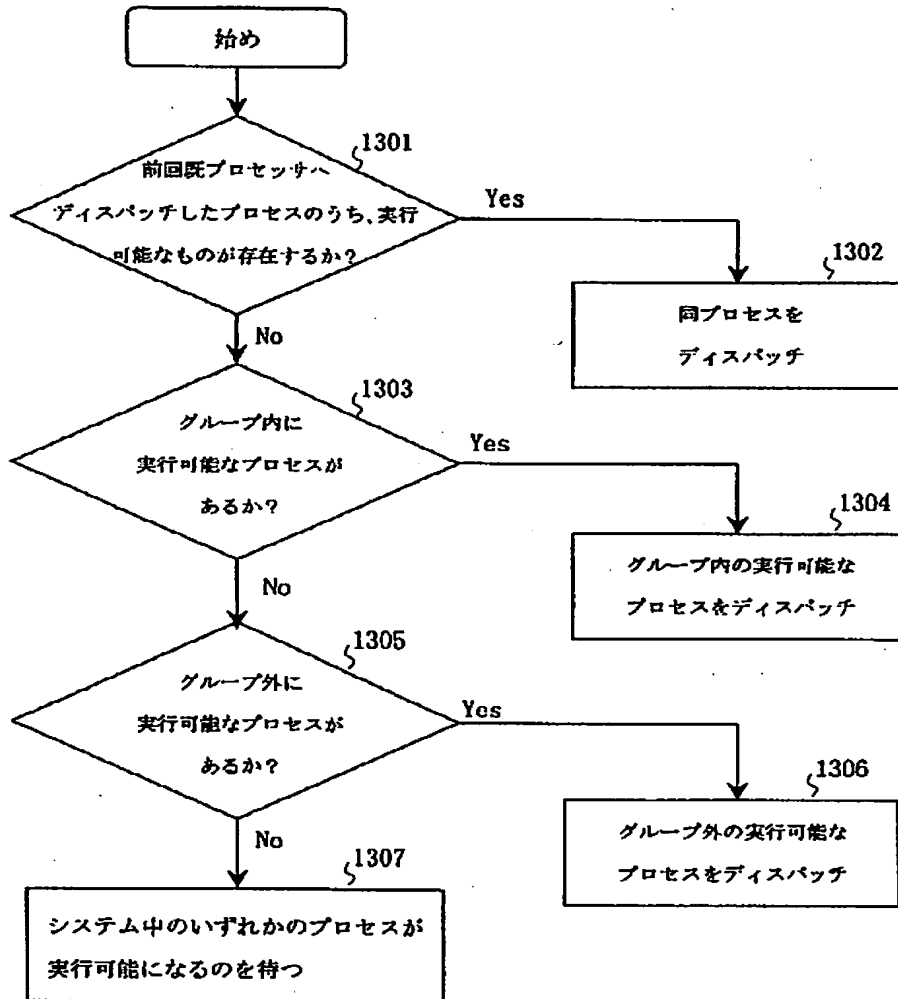 始め
1301
前回既プロセッサへ
ディスパッチしたプロセスのうち、実行
可能なものが存在するか?
Yes
1302
同プロセスを
ディスパッチ
No
1303
グループ内に
実行可能なプロセスが
あるか?
Yes
1304
グループ内の実行可能な
プロセスをディスパッチ
No
1305
グループ外に
実行可能なプロセスが
あるか?
Yes
1306
グループ外の実行可能な
プロセスをディスパッチ
No
1307
システム中のいずれかのプロセスが
実行可能になるのを待つ